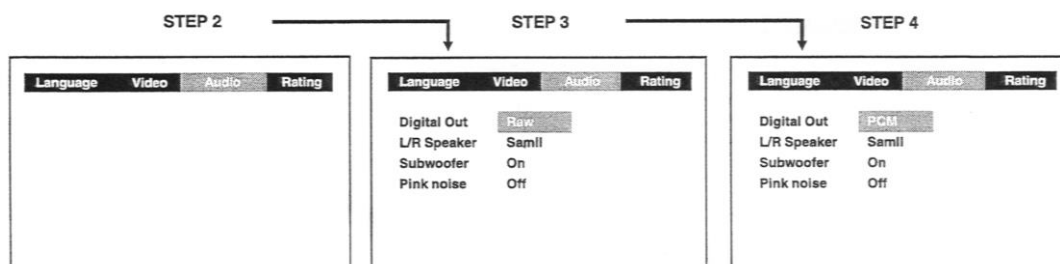 STEP 2
STEP 3
STEP 4
Language Video Audio Rating
Language Video Audio Rating
Digital Out Raw
L/R Speaker Samll
Subwoofer On
Pink noise Off
Language Video Audio Rating
Digital Out PCM
L/R Speaker Samll
Subwoofer On
Pink noise Off